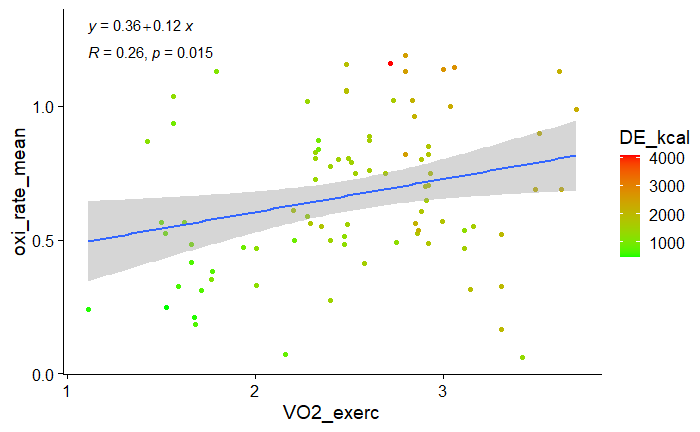 y = 0.36+0.12 x
R = 0.26, p = 0.015
1.0
0.5
0.0
oxi_rate_mean
1
2
3
VO2_exerc
DE_kcal
4000
3000
2000
1000